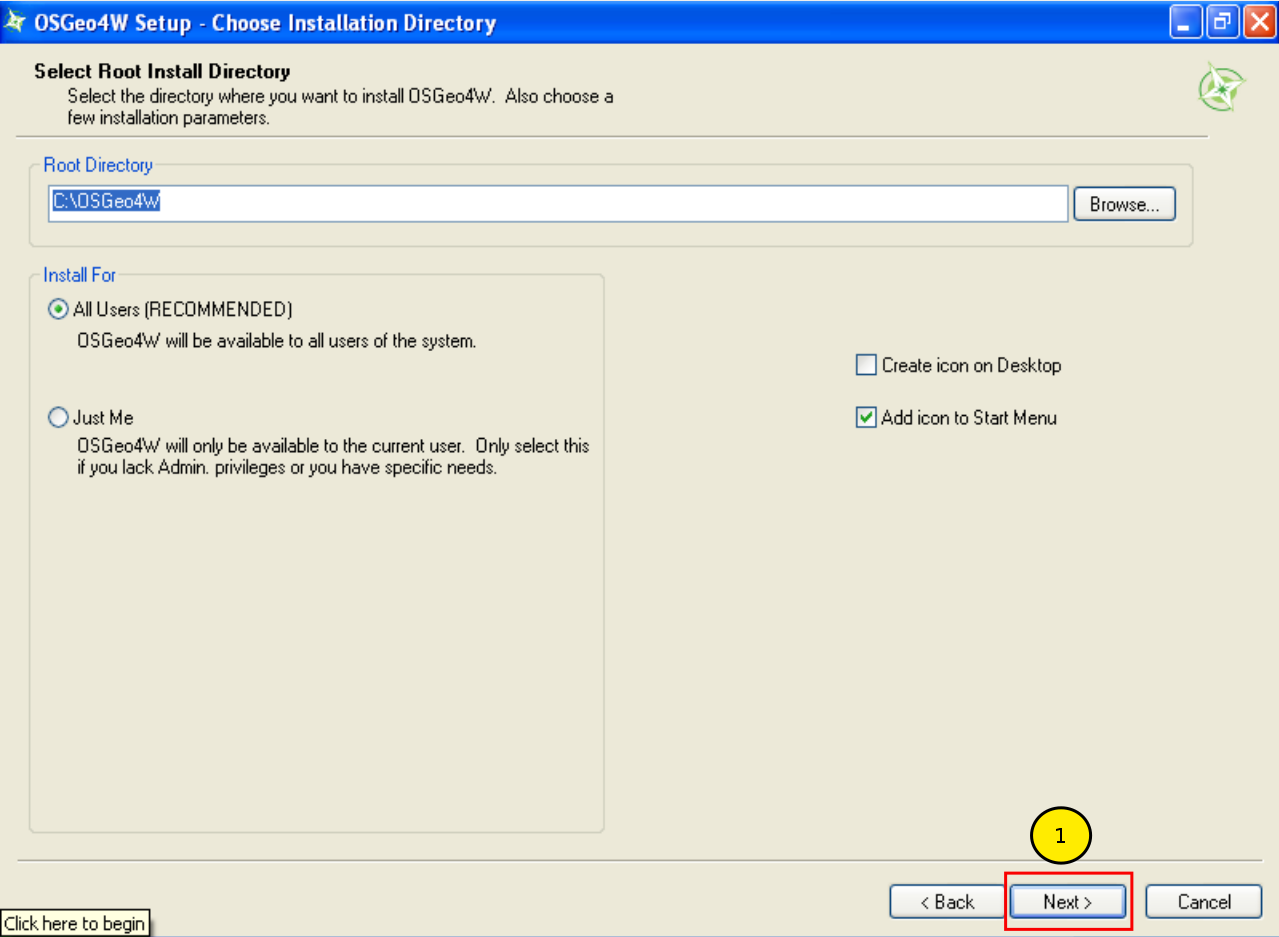 OSGeo4W Setup - Choose Installation Directory
Select Root Install Directory
Select the directory where you want to install OSGeo4W. Also choose a
few installation parameters.
Root Directory
C:\OSGeo4W
Browse...
Install For
All Users (RECOMMENDED)
OSGeo4W will be available to all users of the system.
Create icon on Desktop
Just Me
Add icon to Start Menu
OSGeo4W will only be available to the current user. Only select this
if you lack Admin. privileges or you have specific needs.
1
< Back
Next >
Cancel
Click here to begin